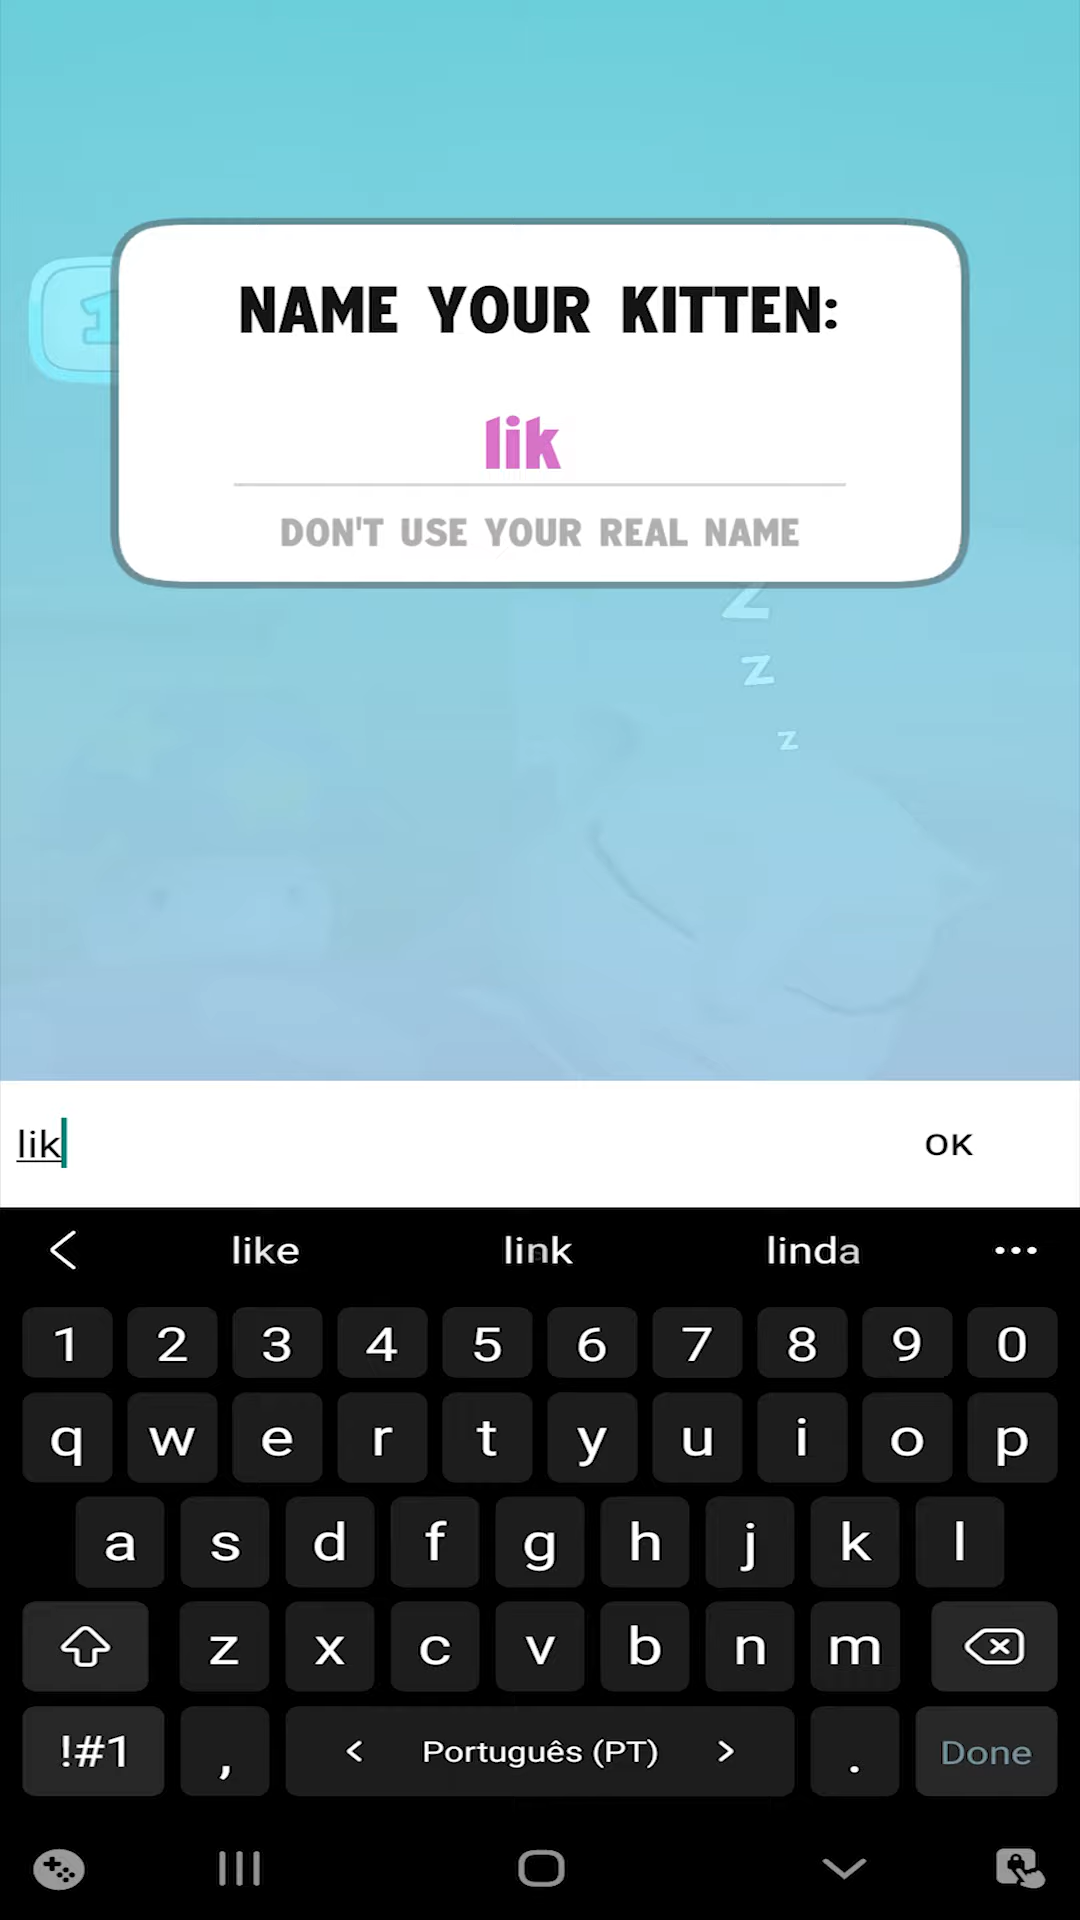 NAME YOUR KITTEN:
1
lik
DON'T USE YOUR REAL NAME
Z
z
z
lik
OK
like link linda
1 2 3 4 5 6 7 8 9 0
q w e r t y u i o p
a s d f g h j k l
z x c v b n m
!#1 , < Português (PT) > . Done